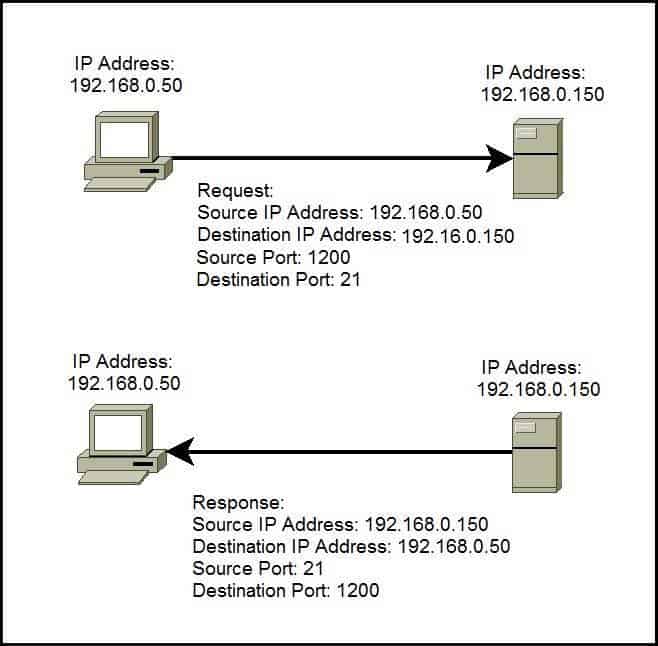 IP Address:
192.168.0.50
IP Address:
192.168.0.150
Request:
Source IP Address: 192.168.0.50
Destination IP Address: 192.16.0.150
Source Port: 1200
Destination Port: 21
IP Address:
192.168.0.50
IP Address:
192.168.0.150
Response:
Source IP Address: 192.168.0.150
Destination IP Address: 192.168.0.50
Source Port: 21
Destination Port: 1200